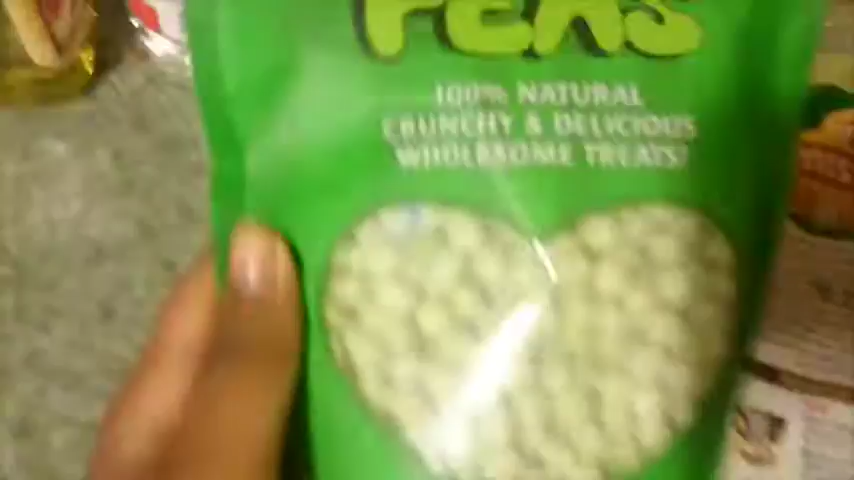 PEAS
100% NATURAL
CRUNCHY & DELICIOUS
WHOLESOME TREATS!